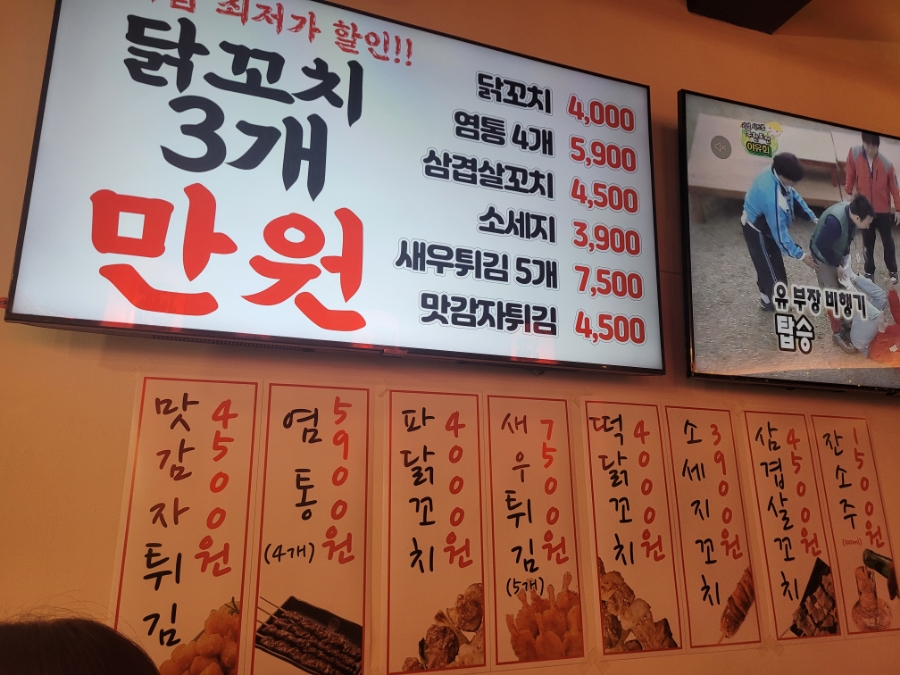 최저가 할인!!
닭꼬치
3개
만원
닭꼬치 4,000
염통 4개 5,900
삼겹살꼬치 4,500
소세지 3,900
새우튀김 5개 7,500
맛감자튀김 4,500
유 부장 비행기
탑승
맛감자튀김 4500원
염통 (4개) 5900원
파닭꼬치 4000원
새우튀김 (5개) 7500원
떡닭꼬치 4000원
소세지꼬치 3900원
삼겹살꼬치 4500원
잔소주 1500원